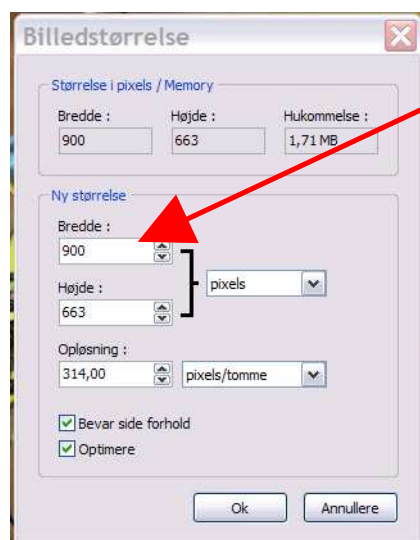 Billedstørrelse
Størrelse i pixels / Memory
Bredde : Højde : Hukommelse :
900 663 1,71 MB
Ny størrelse
Bredde :
900
pixels
Højde :
663
Opløsning :
314,00 pixels/tomme
Bevar side forhold
Optimere
Ok Annullere